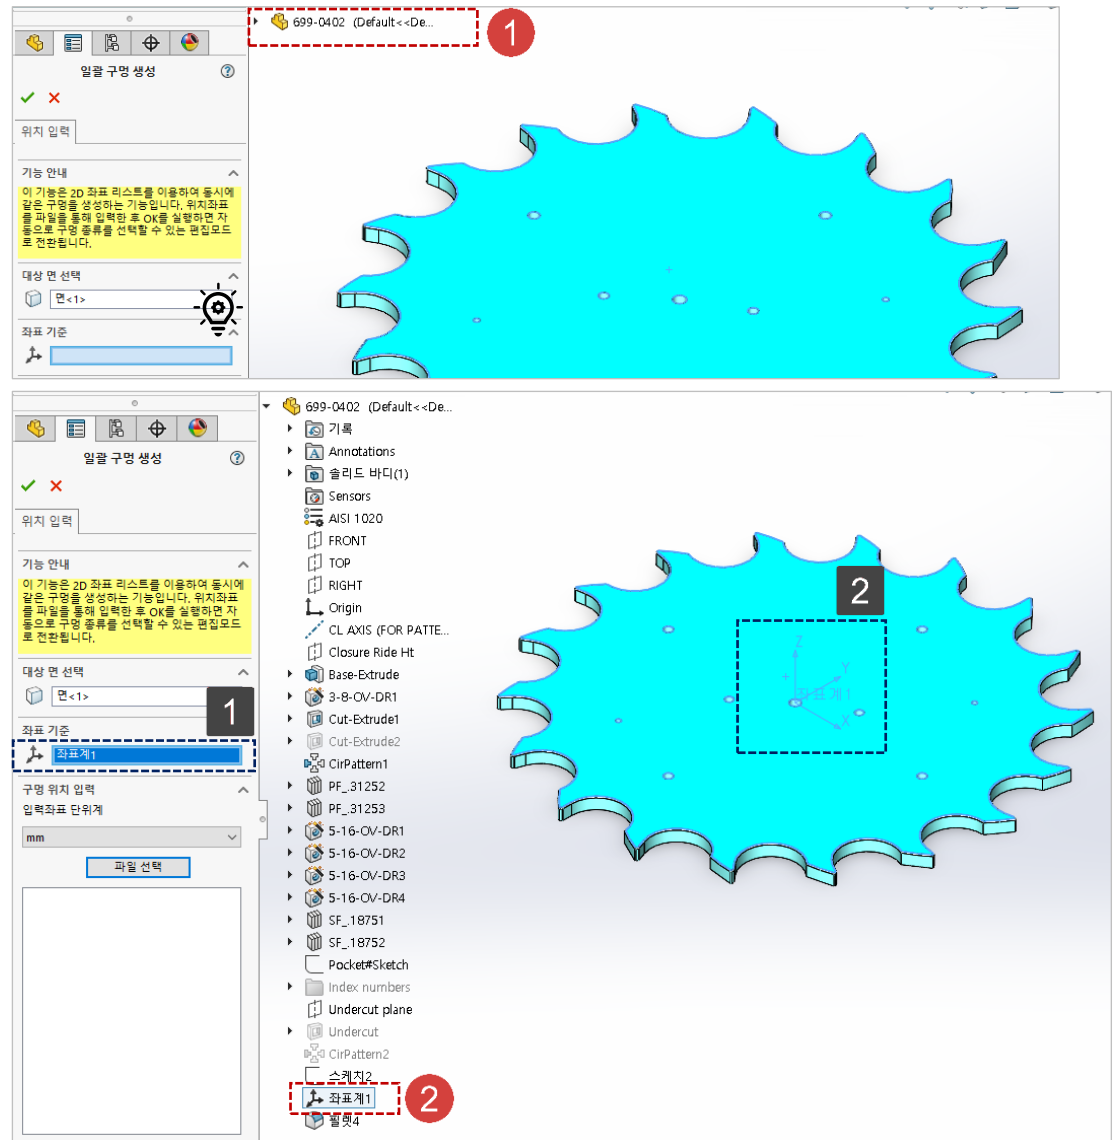 699-0402 (Default<<De...
1
일괄 구멍 생성
위치 입력
기능 안내
이 기능은 2D 좌표 리스트를 이용하여 동시에
같은 구멍을 생성하는 기능입니다. 위치좌표
를 파일을 통해 입력한 후 OK를 실행하면 자
동으로 구멍 종류를 선택할 수 있는 편집모드
로 전환됩니다.
대상 면 선택
면<1>
좌표 기준
699-0402 (Default<<De...
기록
Annotations
솔리드 바디(1)
Sensors
AISI 1020
FRONT
TOP
RIGHT
Origin
CL AXIS (FOR PATTE...
Closure Ride Ht
Base-Extrude
3-8-OV-DR1
Cut-Extrude1
Cut-Extrude2
CirPattern1
PF_.31252
PF_.31253
5-16-OV-DR1
5-16-OV-DR2
5-16-OV-DR3
5-16-OV-DR4
SF_.18751
SF_.18752
Pocket#Sketch
Index numbers
Undercut plane
Undercut
CirPattern2
스케치2
좌표계1
2
필렛4
일괄 구멍 생성
위치 입력
기능 안내
이 기능은 2D 좌표 리스트를 이용하여 동시에
같은 구멍을 생성하는 기능입니다. 위치좌표
를 파일을 통해 입력한 후 OK를 실행하면 자
동으로 구멍 종류를 선택할 수 있는 편집모드
로 전환됩니다.
대상 면 선택
면<1>
1
좌표 기준
좌표계1
구멍 위치 입력
입력좌표 단위계
mm
파일 선택
2
Z
Y
좌표계1
X